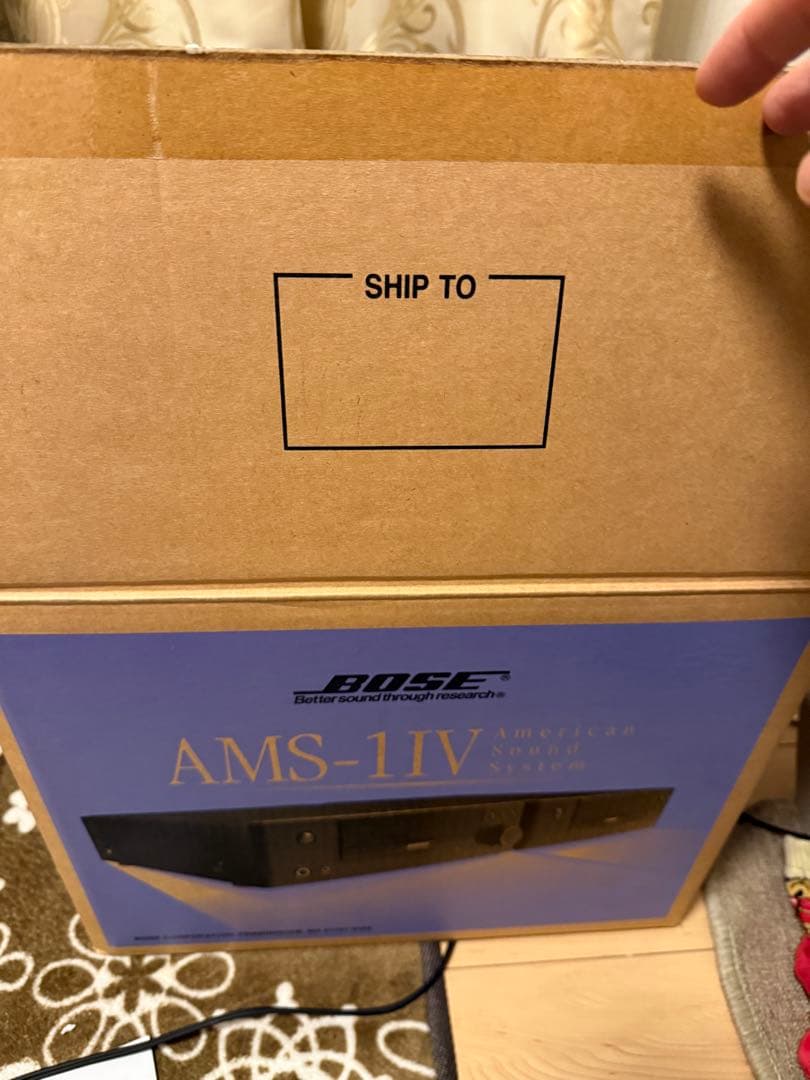 SHIP TO
BOSE®
Better sound through research®
AMS-1IV
American
Sound
System